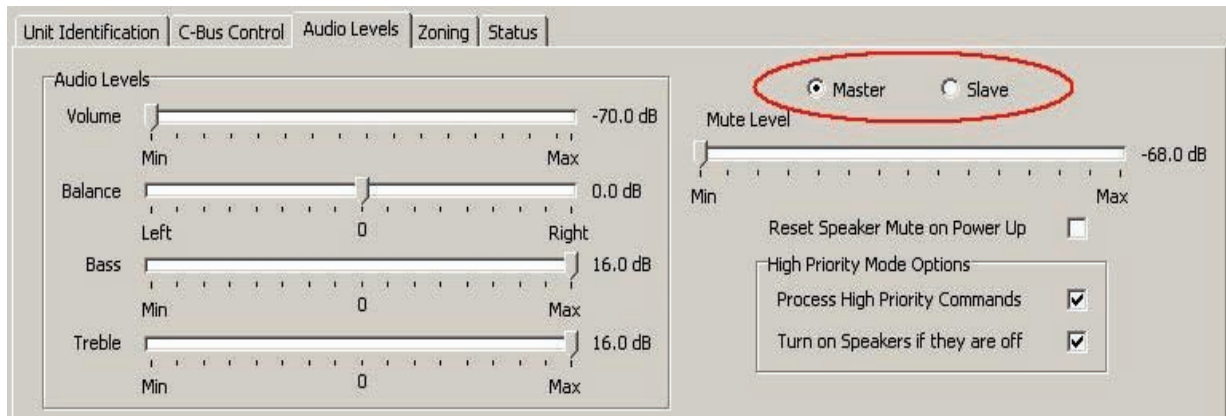 Unit Identification C-Bus Control Audio Levels Zoning Status
Audio Levels
Volume -70.0 dB
Min Max
Balance 0.0 dB
Left 0 Right
Bass 16.0 dB
Min 0 Max
Treble 16.0 dB
Min 0 Max
Master Slave
Mute Level
-68.0 dB
Min Max
Reset Speaker Mute on Power Up
High Priority Mode Options
Process High Priority Commands
Turn on Speakers if they are off